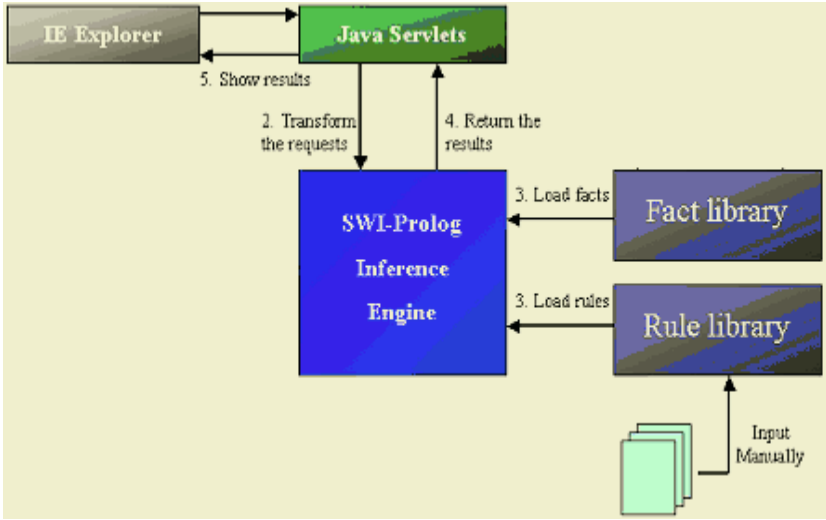 IE Explorer
Java Servlets
5. Show results
2. Transform
the requests
4. Return the
results
SWI-Prolog
Inference
Engine
3. Load facts
Fact library
3. Load rules
Rule library
Input
Manually